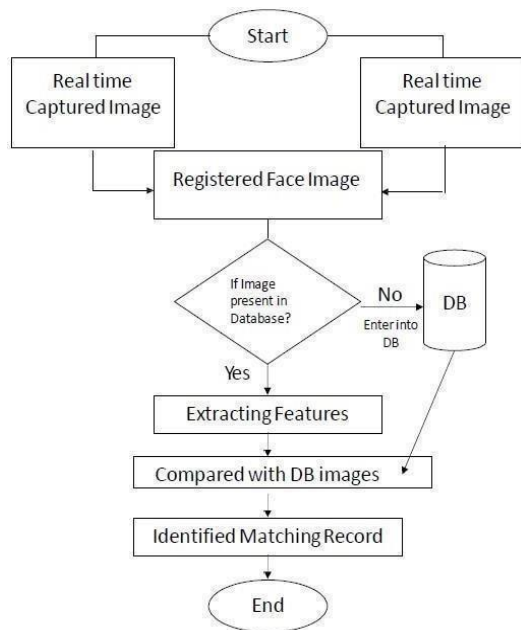 Start
Real time
Captured Image
Real time
Captured Image
Registered Face Image
If Image
present in
Database?
No
Enter into
DB
DB
Yes
Extracting Features
Compared with DB images
Identified Matching Record
End